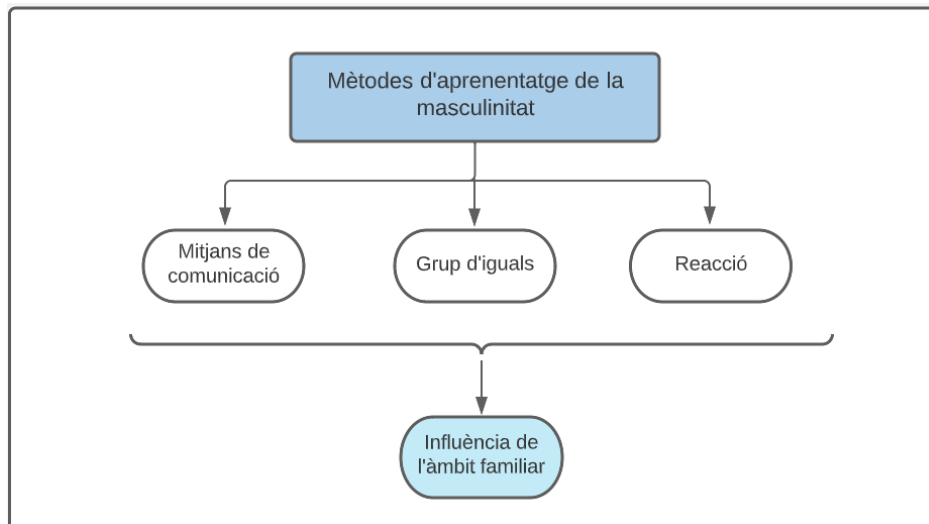 Mètodes d'aprenentatge de la
masculinitat
Mitjans de
comunicació
Grup d'iguals
Reacció
Influència de
l'àmbit familiar